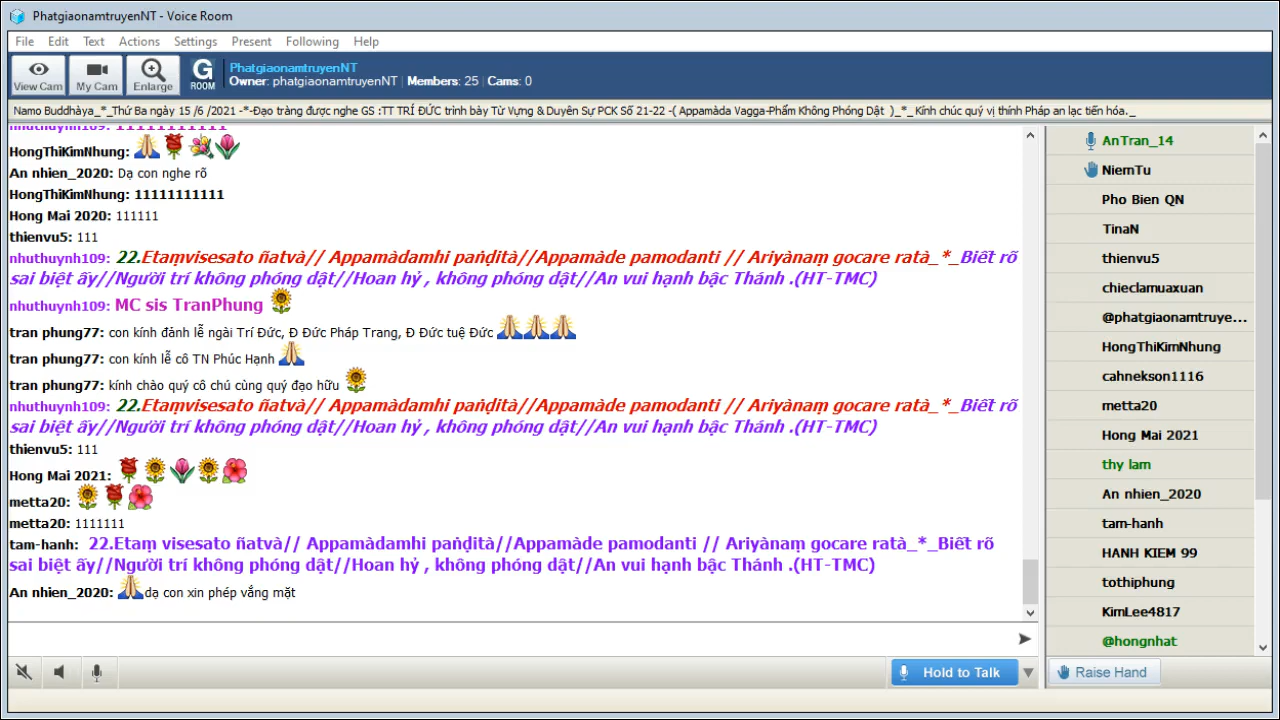 PhatgiaonamtruyenNT - Voice Room
File Edit Text Actions Settings Present Following Help
View Cam My Cam Enlarge G ROOM
PhatgiaonamtruyenNT
Owner: phatgiaonamtruyenNT | Members: 25 | Cams: 0
Namo Buddhàya_*_Thứ Ba ngày 15 /6 /2021 -*-Đạo tràng được nghe GS :TT TRÍ ĐỨC trình bày Từ Vựng & Duyên Sự PCK Số 21-22 -( Appamàda Vagga-Phẩm Không Phóng Dật )_*_ Kính chúc quý vị thính Pháp an lạc tiến hóa._
nhuthuynh109: 11111111111
HongThiKimNhung:
An nhien_2020: Dạ con nghe rõ
HongThiKimNhung: 11111111111
Hong Mai 2020: 111111
thienvu5: 111
nhuthuynh109: 22.Etaṃvisesato ñatvà// Appamàdamhi paṇḍità//Appamàde pamodanti // Ariyànaṃ gocare ratà_*_Biết rõ
sai biệt ấy//Người trí không phóng dật//Hoan hỷ , không phóng dật//An vui hạnh bậc Thánh .(HT-TMC)
nhuthuynh109: MC sis TranPhung
tran phung77: con kính đảnh lễ ngài Trí Đức, Đ Đức Pháp Trang, Đ Đức tuệ Đức
tran phung77: con kính lễ cô TN Phúc Hạnh
tran phung77: kính chào quý cô chú cùng quý đạo hữu
nhuthuynh109: 22.Etaṃvisesato ñatvà// Appamàdamhi paṇḍità//Appamàde pamodanti // Ariyànaṃ gocare ratà_*_Biết rõ
sai biệt ấy//Người trí không phóng dật//Hoan hỷ , không phóng dật//An vui hạnh bậc Thánh .(HT-TMC)
thienvu5: 111
Hong Mai 2021:
metta20:
metta20: 1111111
tam-hanh: 22.Etaṃ visesato ñatvà// Appamàdamhi paṇḍità//Appamàde pamodanti // Ariyànaṃ gocare ratà_*_Biết rõ
sai biệt ấy//Người trí không phóng dật//Hoan hỷ , không phóng dật//An vui hạnh bậc Thánh .(HT-TMC)
An nhien_2020: dạ con xin phép vắng mặt
Hold to Talk
AnTran_14
NiemTu
Pho Bien QN
TinaN
thienvu5
chieclamuaxuan
@phatgiaonamtruye...
HongThiKimNhung
cahnekson1116
metta20
Hong Mai 2021
thy lam
An nhien_2020
tam-hanh
HANH KIEM 99
tothiphung
KimLee4817
@hongnhat
Raise Hand